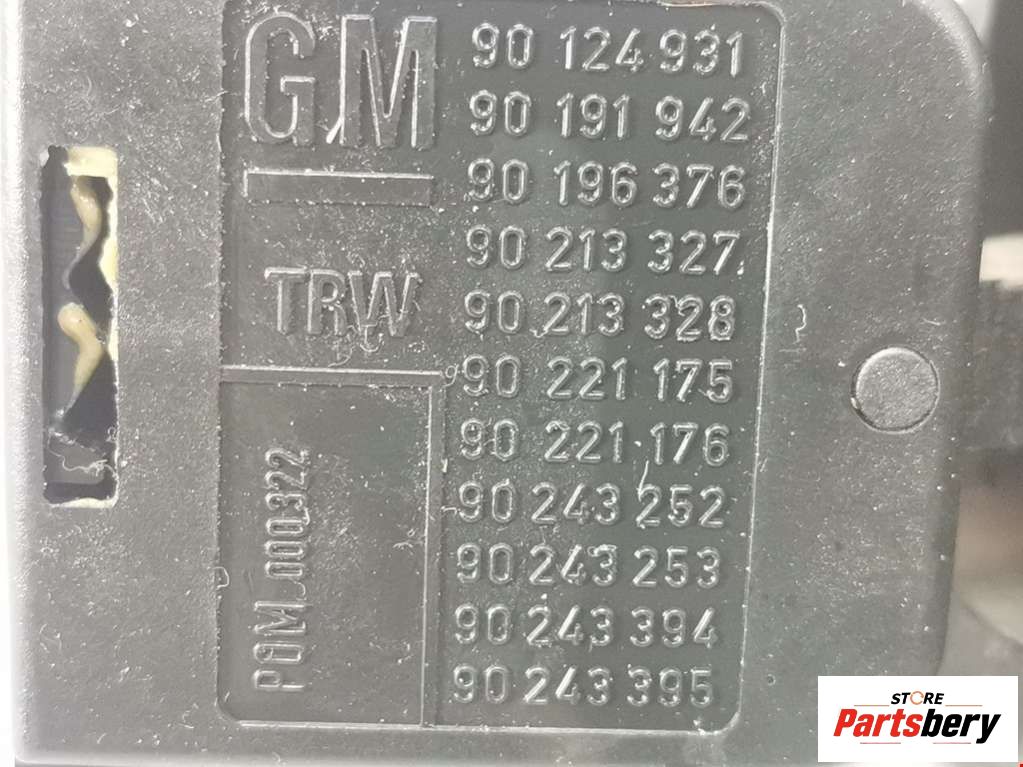 GM
TRW
POM 000322
90 124 931
90 191 942
90 196 376
90 213 327
90 213 328
90 221 175
90 221 176
90 243 252
90 243 253
90 243 394
90 243 395
STORE
Partsbery